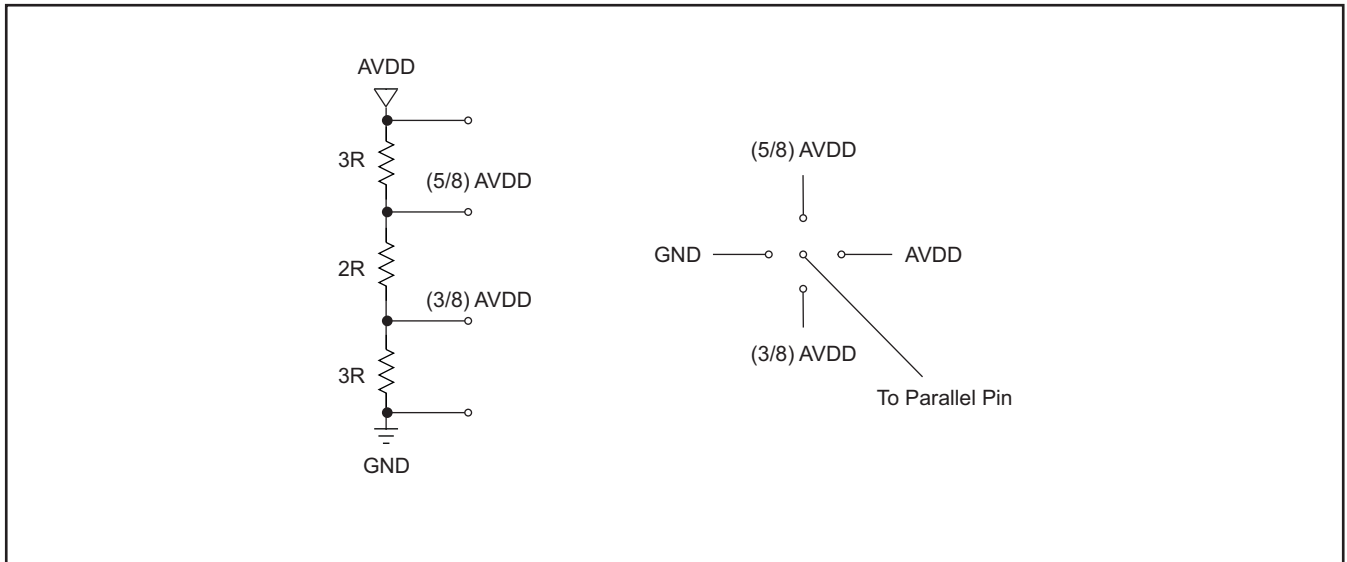 AVDD
3R
(5/8) AVDD
2R
(3/8) AVDD
3R
GND
(5/8) AVDD
GND
AVDD
(3/8) AVDD
To Parallel Pin